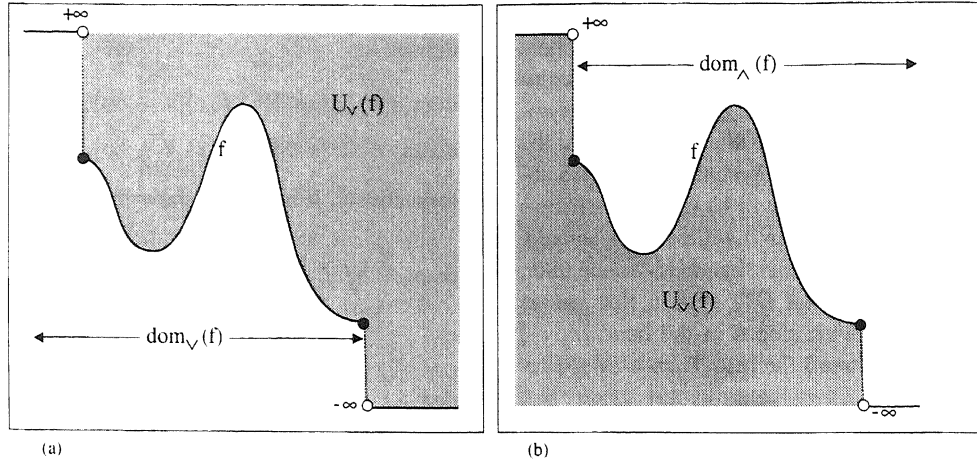 +∞
U∨(f)
f
dom∨(f)
-∞
(a)
+∞
dom∧(f)
f
U∨(f)
-∞
(b)